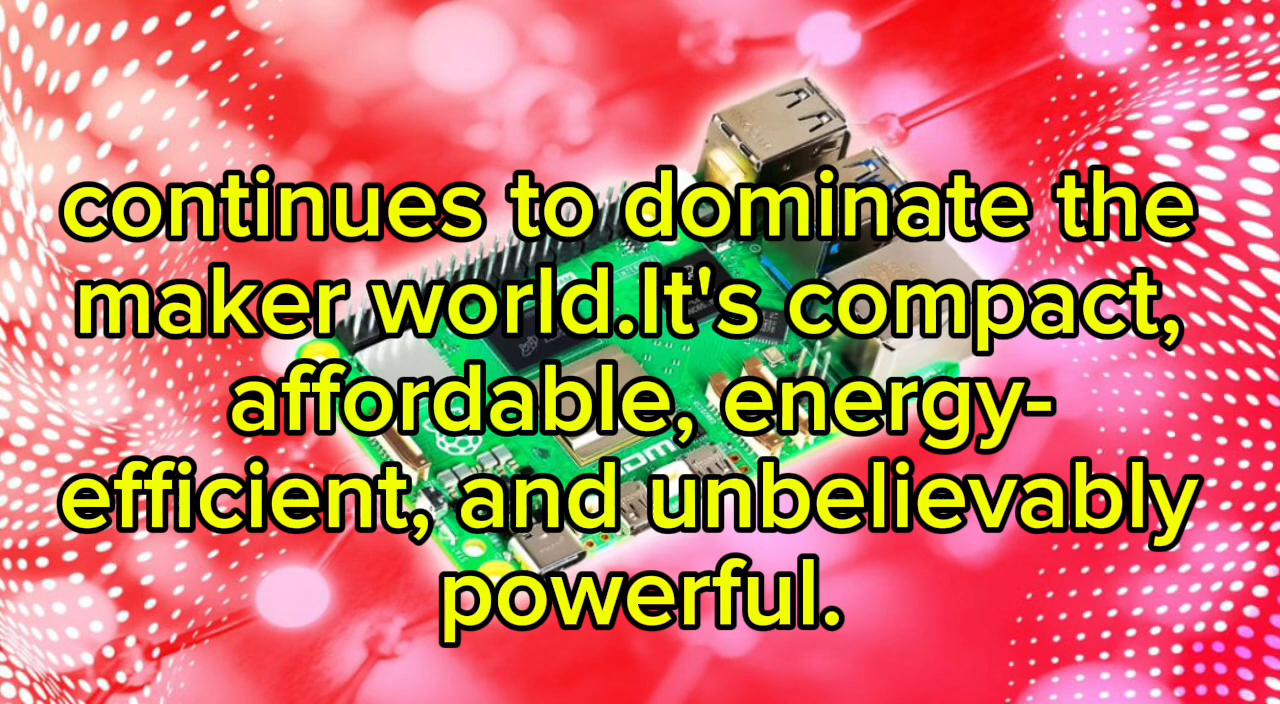 continues to dominate the
maker world.It's compact,
affordable, energy-
efficient, and unbelievably
powerful.